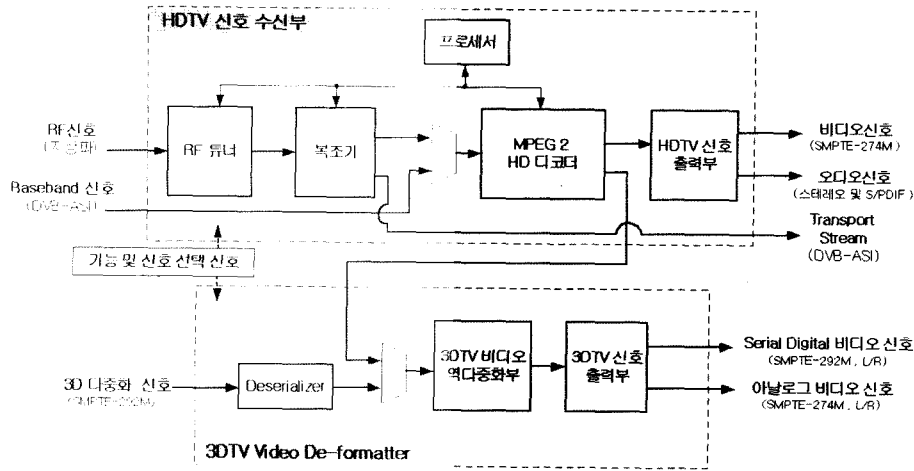 HDTV 신호 수신부
프로세서
RF신호
(지상파)
RF 튜너
복조기
MPEG 2
HD 디코더
HDTV 신호
출력부
비디오신호
(SMPTE-274M)
오디오신호
(스테레오 및 S/PDIF)
Baseband 신호
(DVB-ASI)
Transport
Stream
(DVB-ASI)
기능 및 신호 선택 신호
3D 다중화 신호
(SMPTE-292M)
Deserializer
3DTV 비디오
역다중화부
3DTV 신호
출력부
Serial Digital 비디오 신호
(SMPTE-292M, L/R)
아날로그 비디오 신호
(SMPTE-274M, L/R)
3DTV Video De-formatter